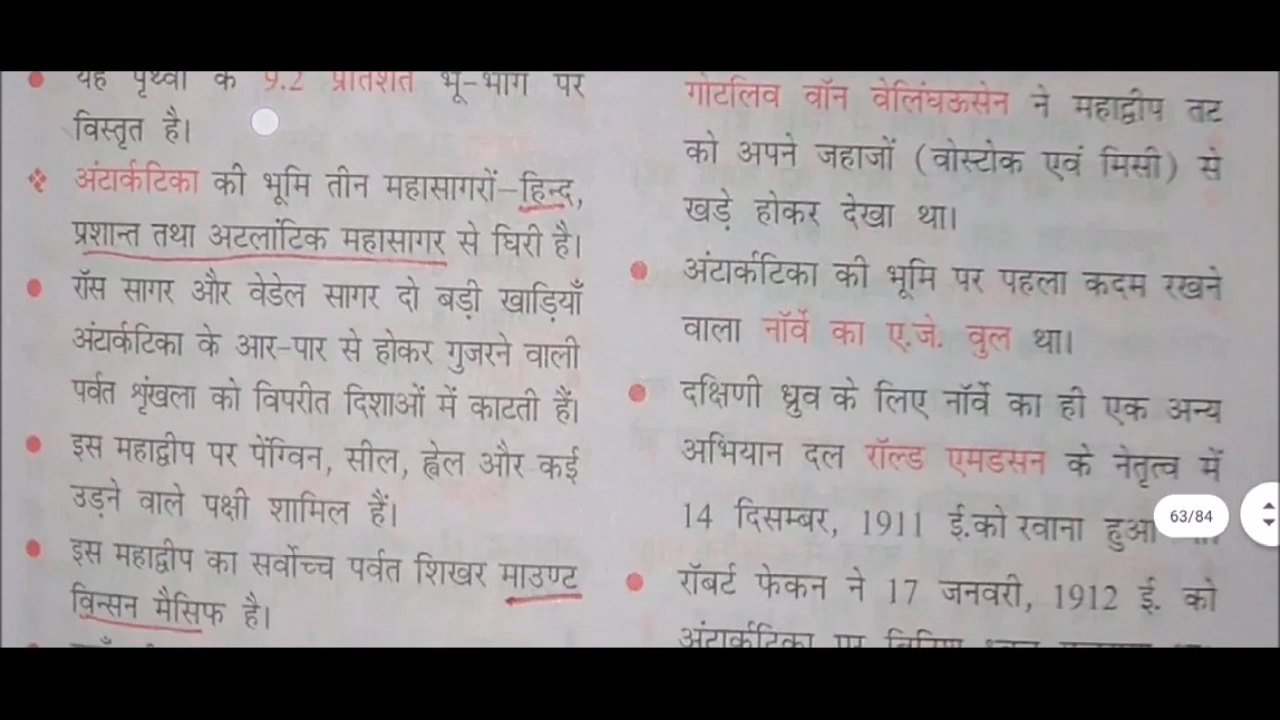 यह पृथ्वी के 9.2 प्रतिशत भू-भाग पर
विस्तृत है।
अंटार्कटिका की भूमि तीन महासागरों–हिन्द,
प्रशान्त तथा अटलांटिक महासागर से घिरी है।
रॉस सागर और वेडेल सागर दो बड़ी खाड़ियाँ
अंटार्कटिका के आर-पार से होकर गुजरने वाली
पर्वत शृंखला को विपरीत दिशाओं में काटती हैं।
इस महाद्वीप पर पेंग्विन, सील, ह्वेल और कई
उड़ने वाले पक्षी शामिल हैं।
इस महाद्वीप का सर्वोच्च पर्वत शिखर माउण्ट
विन्सन मैसिफ है।
गोटलिव वॉन वेलिंघऊसेन ने महाद्वीप तट
को अपने जहाजों (वोस्टोक एवं मिसी) से
खड़े होकर देखा था।
अंटार्कटिका की भूमि पर पहला कदम रखने
वाला नॉर्वे का ए.जे. वुल था।
दक्षिणी ध्रुव के लिए नॉर्वे का ही एक अन्य
अभियान दल रॉल्ड एमडसन के नेतृत्व में
14 दिसम्बर, 1911 ई.को रवाना हुआ
रॉबर्ट फेकन ने 17 जनवरी, 1912 ई. को
अंटार्कटिका पर
63/84